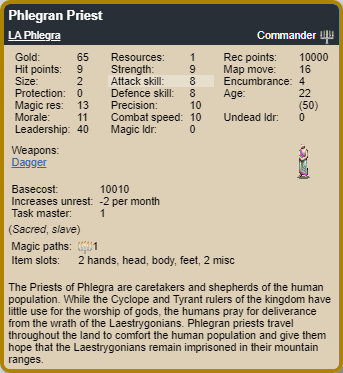 Phlegran Priest
LA Phlegra Commander
Gold: 65 Resources: 1 Rec points: 10000
Hit points: 9 Strength: 9 Map move: 16
Size: 2 Attack skill: 8 Encumbrance: 4
Protection: 0 Defence skill: 8 Age: 22
Magic res: 13 Precision: 10 (50)
Morale: 11 Combat speed: 10 Undead ldr: 0
Leadership: 40 Magic ldr: 0
Weapons:
Dagger
Basecost: 10010
Increases unrest: -2 per month
Task master: 1
(Sacred, slave)
Magic paths: 1
Item slots: 2 hands, head, body, feet, 2 misc
The Priests of Phlegra are caretakers and shepherds of the human
population. While the Cyclope and Tyrant rulers of the kingdom have
little use for the worship of gods, the humans pray for deliverance
from the wrath of the Laestrygonians. Phlegran priests travel
throughout the land to comfort the human population and give them
hope that the Laestrygonians remain imprisoned in their mountain
ranges.